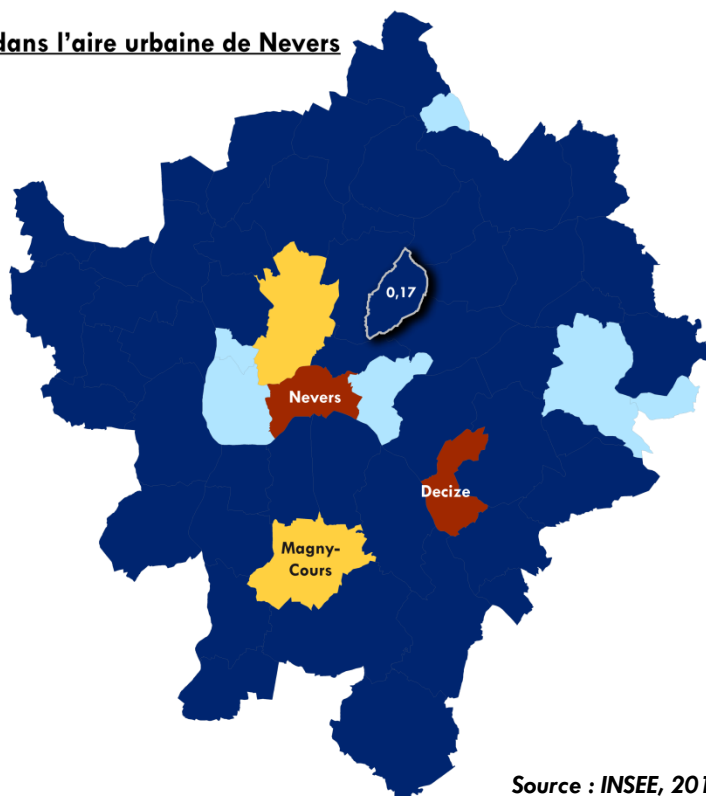 dans l’aire urbaine de Nevers
0,17
Nevers
Decize
Magny-
Cours
Source : INSEE, 201